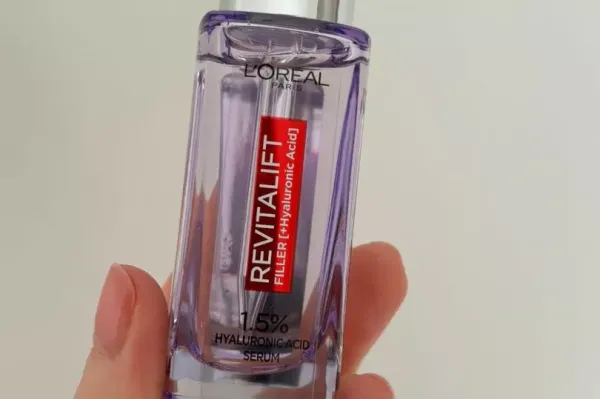 L'ORÉAL
PARIS
REVITALIFT
FILLER [+Hyaluronic Acid]
1.5%
HYALURONIC ACID
SERUM